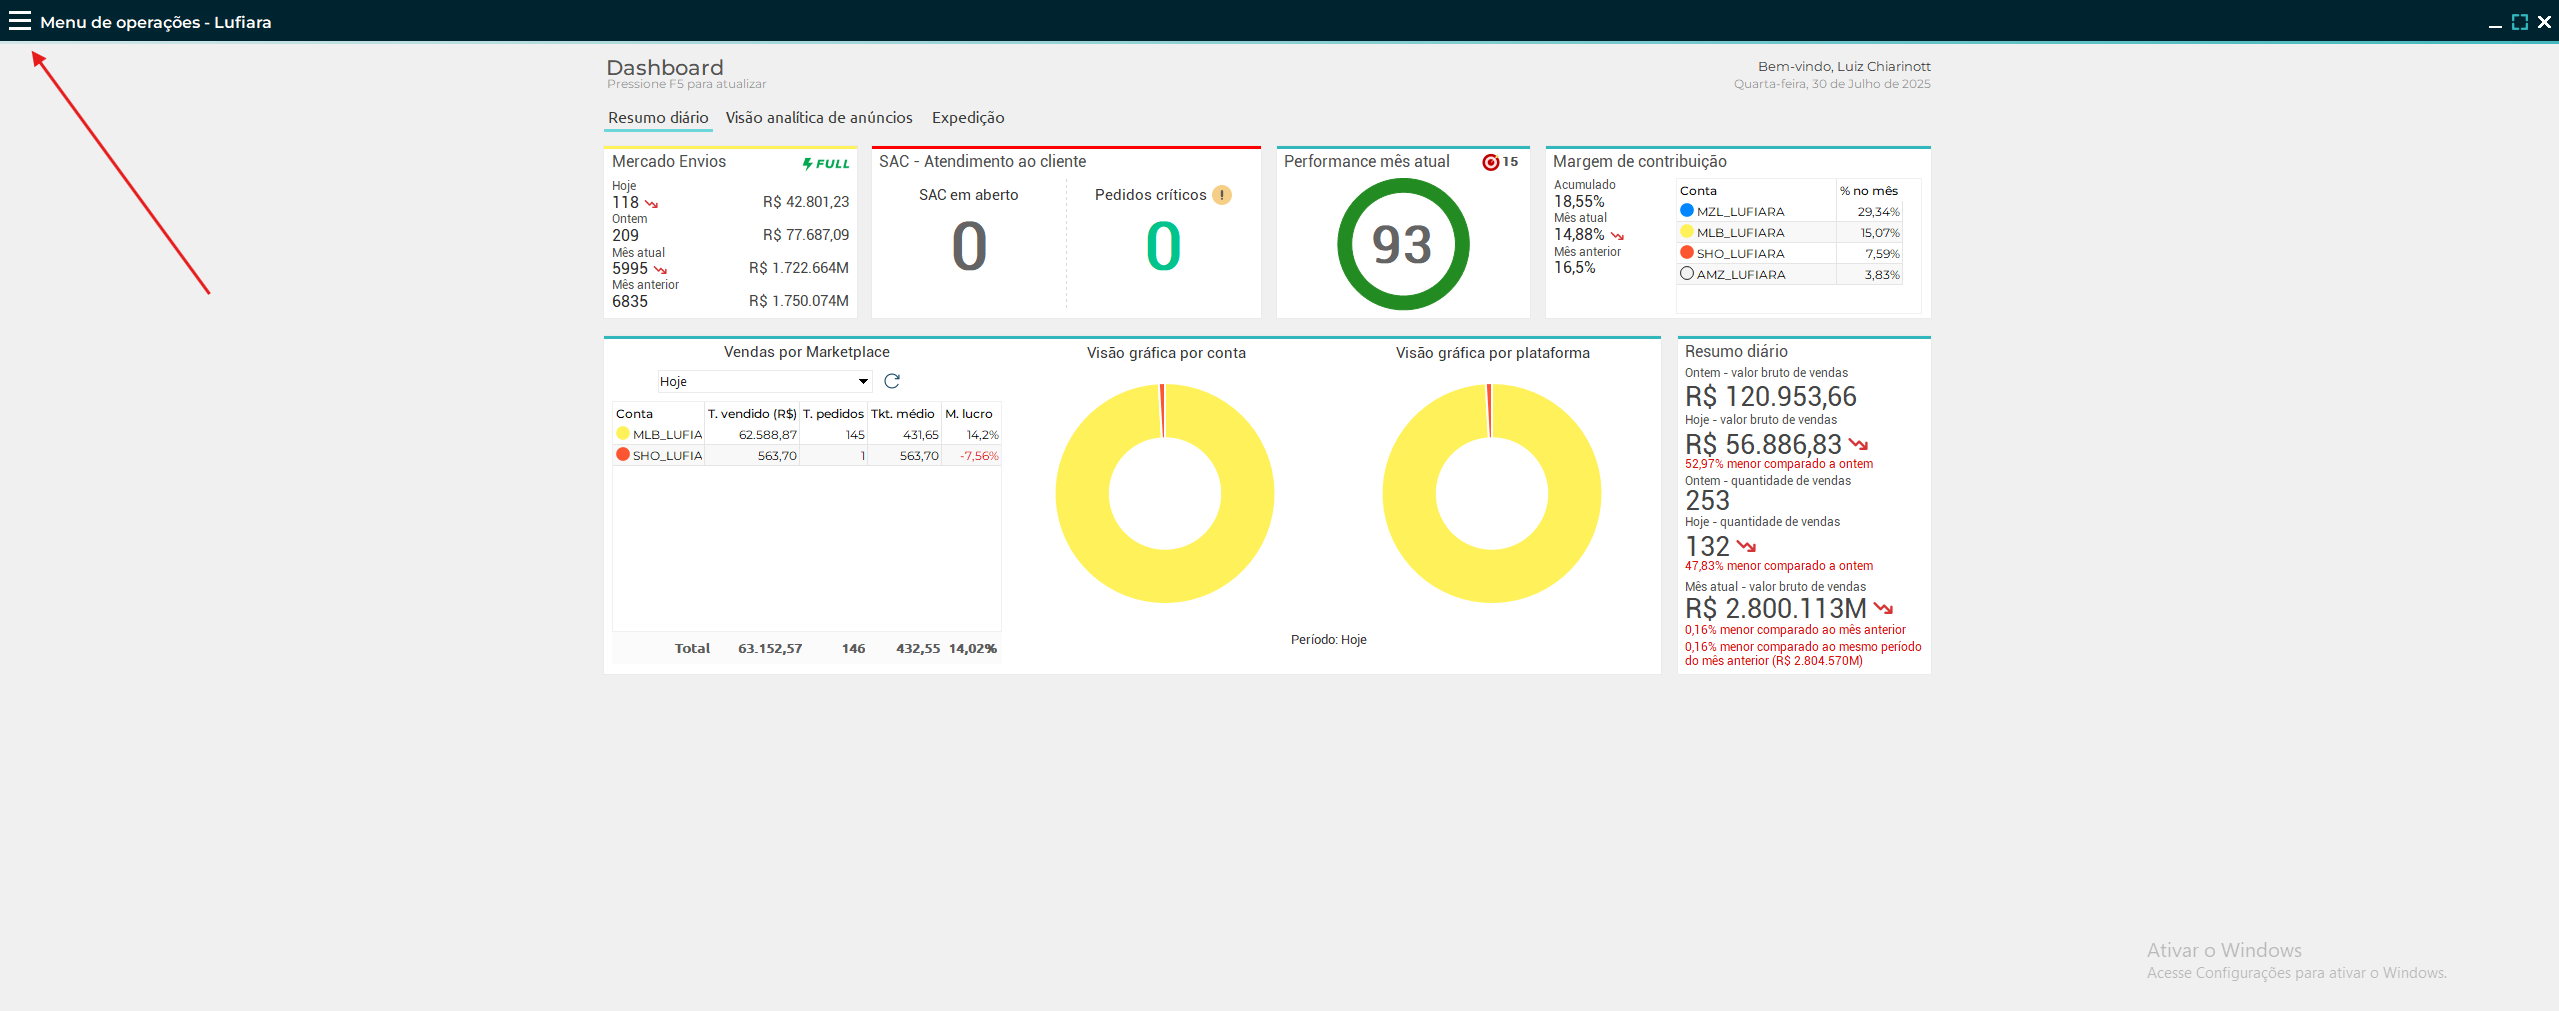 Menu de operações - Lufiara
Dashboard
Pressione F5 para atualizar
Bem-vindo, Luiz Chiarinott
Quarta-feira, 30 de Julho de 2025
Resumo diário Visão analítica de anúncios Expedição
Mercado Envios FULL
Hoje
118 R$ 42.801,23
Ontem
209 R$ 77.687,09
Mês atual
5995 R$ 1.722.664M
Mês anterior
6835 R$ 1.750.074M
SAC - Atendimento ao cliente
SAC em aberto
0
Pedidos críticos !
0
Performance mês atual 15
93
Margem de contribuição
Acumulado
18,55%
Mês atual
14,88%
Mês anterior
16,5%
Conta % no mês
MZL_LUFIARA 29,34%
MLB_LUFIARA 15,07%
SHO_LUFIARA 7,59%
AMZ_LUFIARA 3,83%
Vendas por Marketplace
Hoje
Conta T. vendido (R$) T. pedidos Tkt. médio M. lucro
MLB_LUFIA 62.588,87 145 431,65 14,2%
SHO_LUFIA 563,70 1 563,70 -7,56%
Total 63.152,57 146 432,55 14,02%
Visão gráfica por conta
Visão gráfica por plataforma
Período: Hoje
Resumo diário
Ontem - valor bruto de vendas
R$ 120.953,66
Hoje - valor bruto de vendas
R$ 56.886,83
52,97% menor comparado a ontem
Ontem - quantidade de vendas
253
Hoje - quantidade de vendas
132
47,83% menor comparado a ontem
Mês atual - valor bruto de vendas
R$ 2.800.113M
0,16% menor comparado ao mês anterior
0,16% menor comparado ao mesmo período
do mês anterior (R$ 2.804.570M)
Ativar o Windows
Acesse Configurações para ativar o Windows.